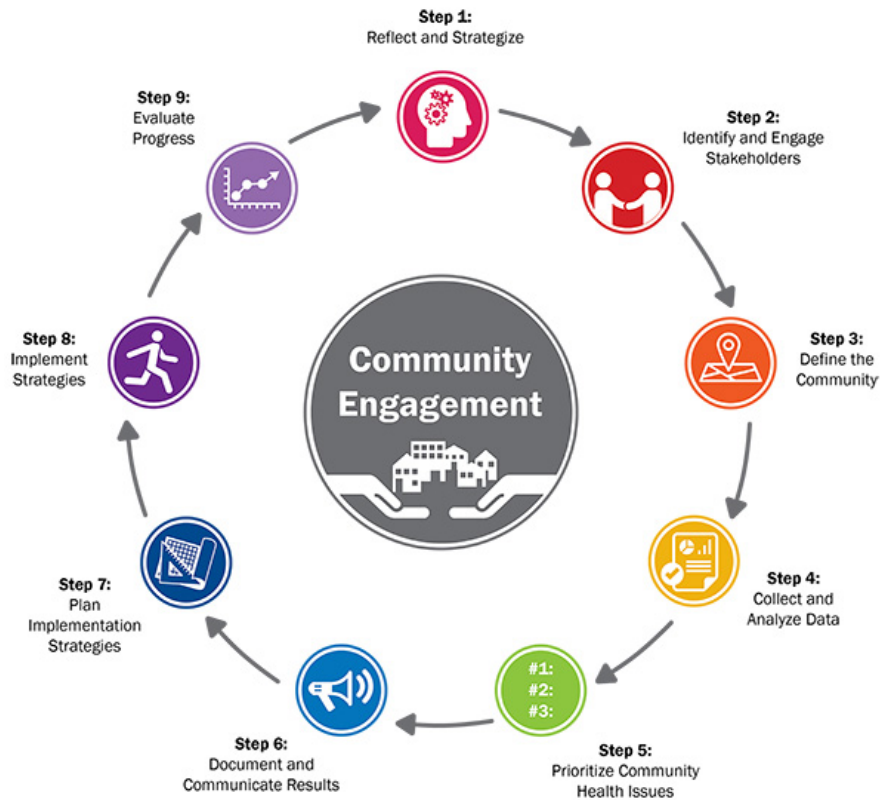 Step 1:
Reflect and Strategize
Step 2:
Identify and Engage
Stakeholders
Step 3:
Define the
Community
Step 4:
Collect and
Analyze Data
Step 5:
Prioritize Community
Health Issues
#1:
#2:
#3:
Step 6:
Document and
Communicate Results
Step 7:
Plan
Implementation
Strategies
Step 8:
Implement
Strategies
Step 9:
Evaluate
Progress
Community
Engagement